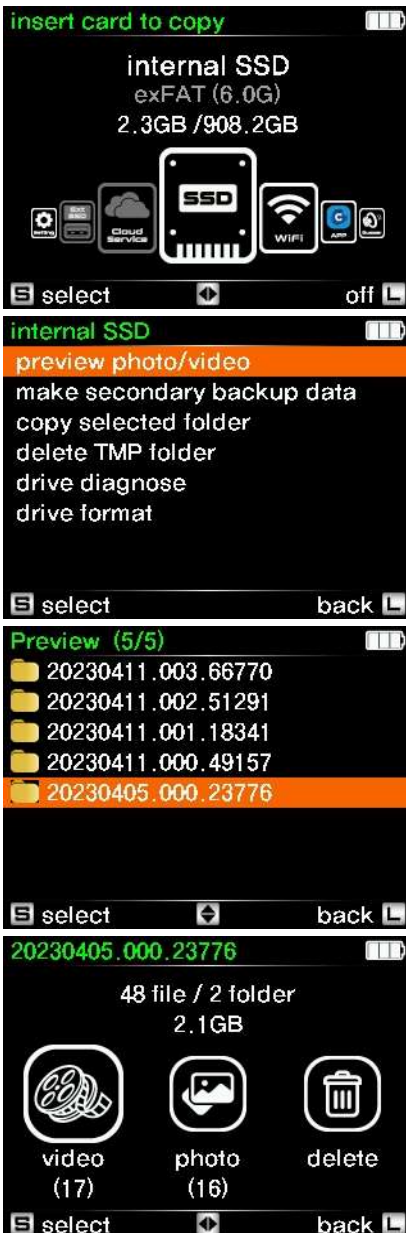 insert card to copy
internal SSD
exFAT (6.0G)
2.3GB /908.2GB
Setting
Ext SSD
Cloud Service
SSD
WiFi
C
APP
S select
off L
internal SSD
preview photo/video
make secondary backup data
copy selected folder
delete TMP folder
drive diagnose
drive format
S select
back L
Preview (5/5)
20230411.003.66770
20230411.002.51291
20230411.001.18341
20230411.000.49157
20230405.000.23776
S select
back L
20230405.000.23776
48 file / 2 folder
2.1GB
video
photo
delete
(17)
(16)
S select
back L